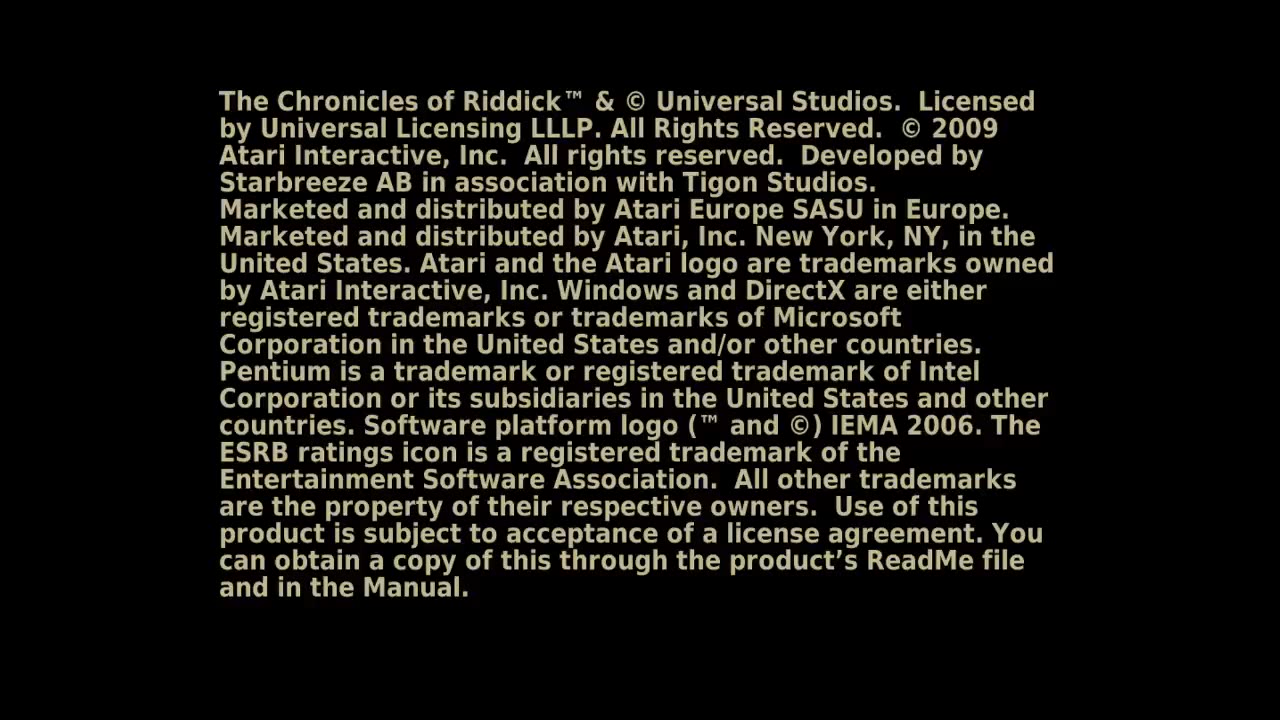 The Chronicles of Riddick™ & © Universal Studios.  Licensed
by Universal Licensing LLLP. All Rights Reserved.  © 2009
Atari Interactive, Inc.  All rights reserved.  Developed by
Starbreeze AB in association with Tigon Studios.
Marketed and distributed by Atari Europe SASU in Europe.
Marketed and distributed by Atari, Inc. New York, NY, in the
United States. Atari and the Atari logo are trademarks owned
by Atari Interactive, Inc. Windows and DirectX are either
registered trademarks or trademarks of Microsoft
Corporation in the United States and/or other countries.
Pentium is a trademark or registered trademark of Intel
Corporation or its subsidiaries in the United States and other
countries. Software platform logo (™ and ©) IEMA 2006. The
ESRB ratings icon is a registered trademark of the
Entertainment Software Association.  All other trademarks
are the property of their respective owners.  Use of this
product is subject to acceptance of a license agreement. You
can obtain a copy of this through the product’s ReadMe file
and in the Manual.